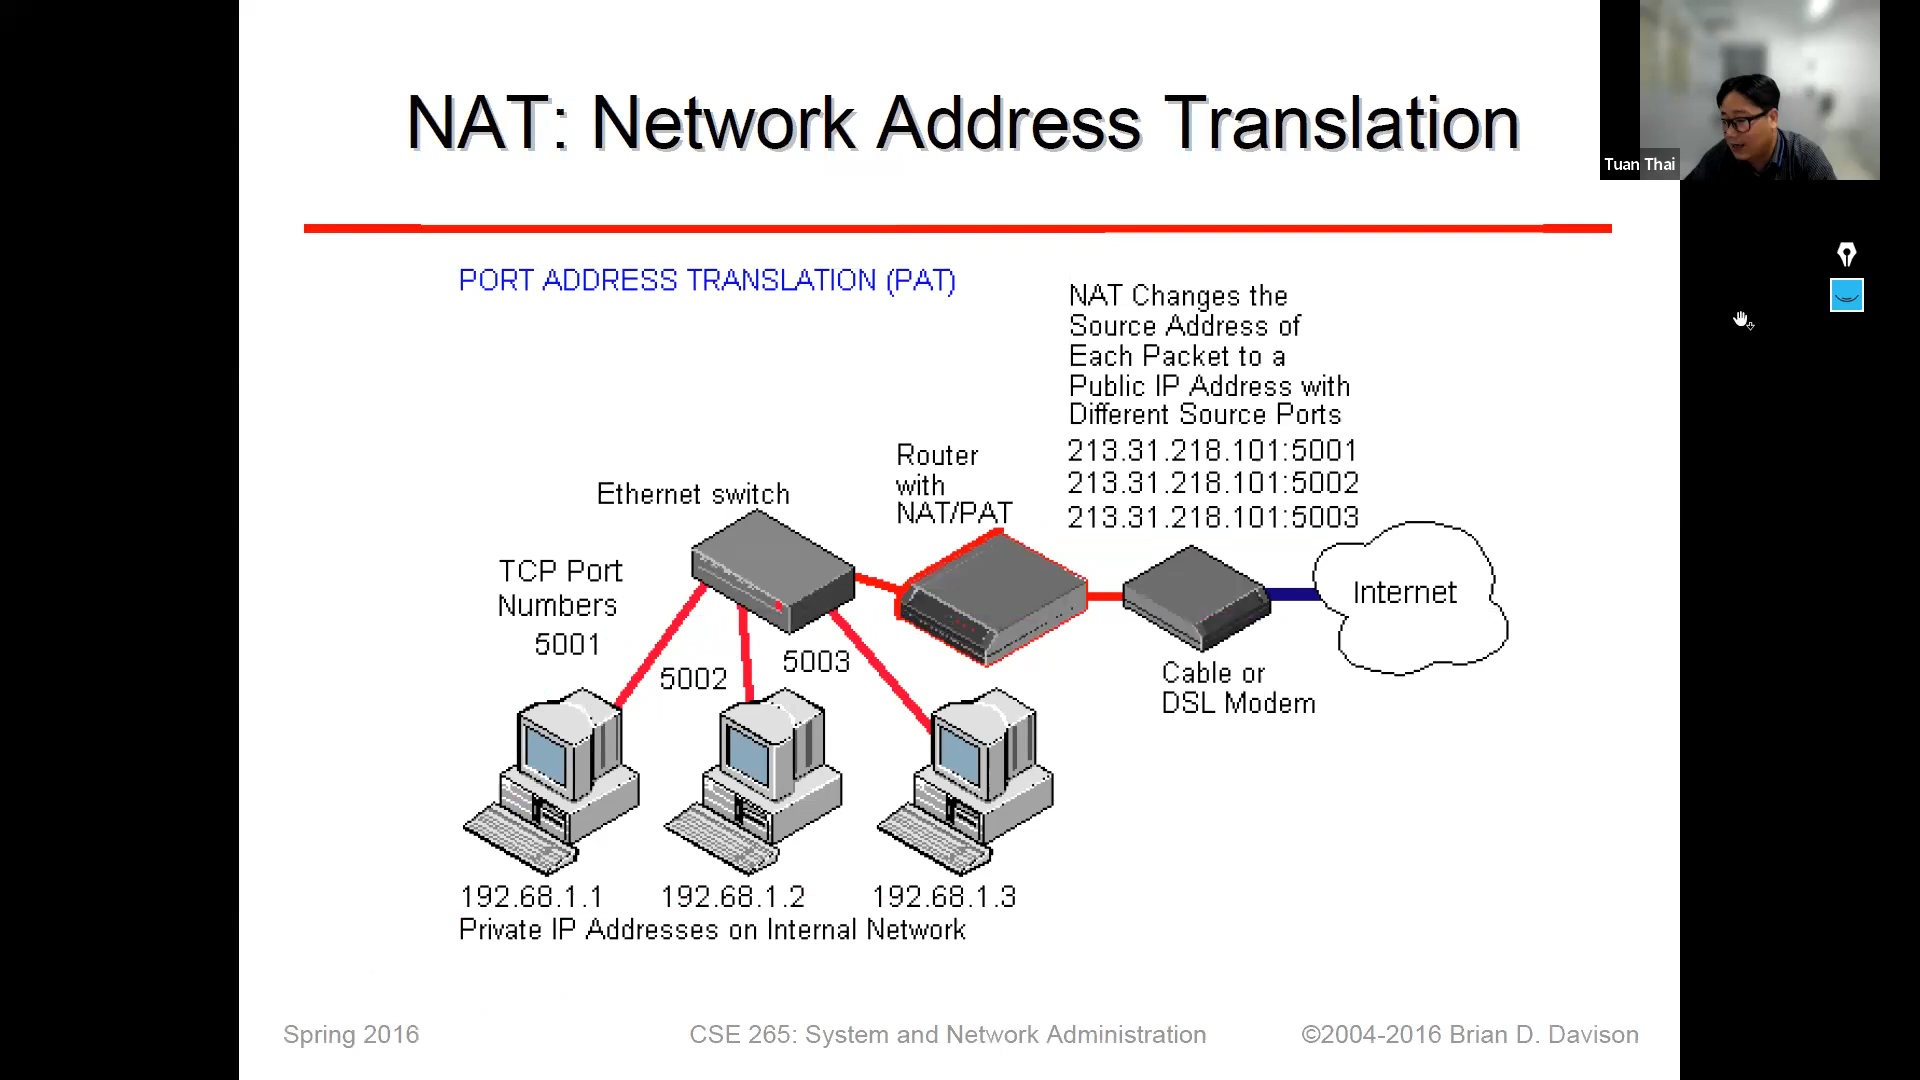 NAT: Network Address Translation
Tuan Thai
PORT ADDRESS TRANSLATION (PAT)
NAT Changes the
Source Address of
Each Packet to a
Public IP Address with
Different Source Ports
213.31.218.101:5001
213.31.218.101:5002
213.31.218.101:5003
Router
with
NAT/PAT
Ethernet switch
TCP Port
Numbers
5001
5002
5003
Internet
Cable or
DSL Modem
192.68.1.1
192.68.1.2
192.68.1.3
Private IP Addresses on Internal Network
Spring 2016
CSE 265: System and Network Administration
©2004-2016 Brian D. Davison